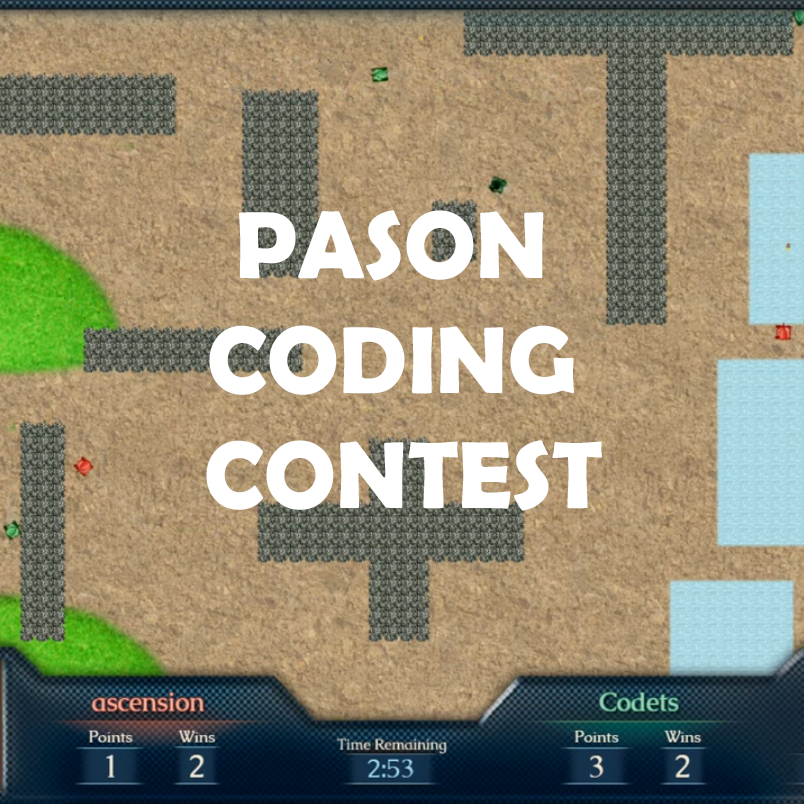 PASON
CODING
CONTEST
ascension
Points
Wins
1
2
Time Remaining
2:53
Codets
Points
Wins
3
2